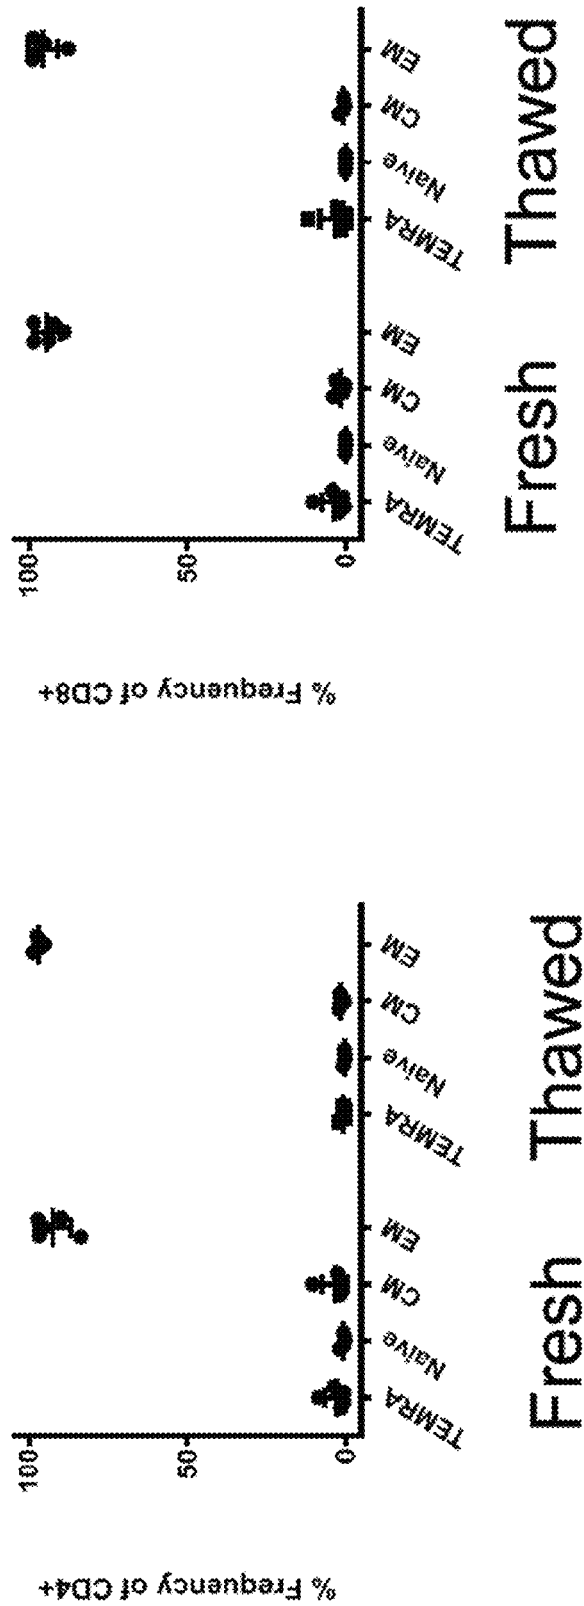 % Frequency of CD4+
100
50
0
TEMRA
Naive
CM
EM
TEMRA
Naive
CM
EM
Fresh Thawed
% Frequency of CD8+
100
50
0
TEMRA
Naive
CM
EM
TEMRA
Naive
CM
EM
Fresh Thawed